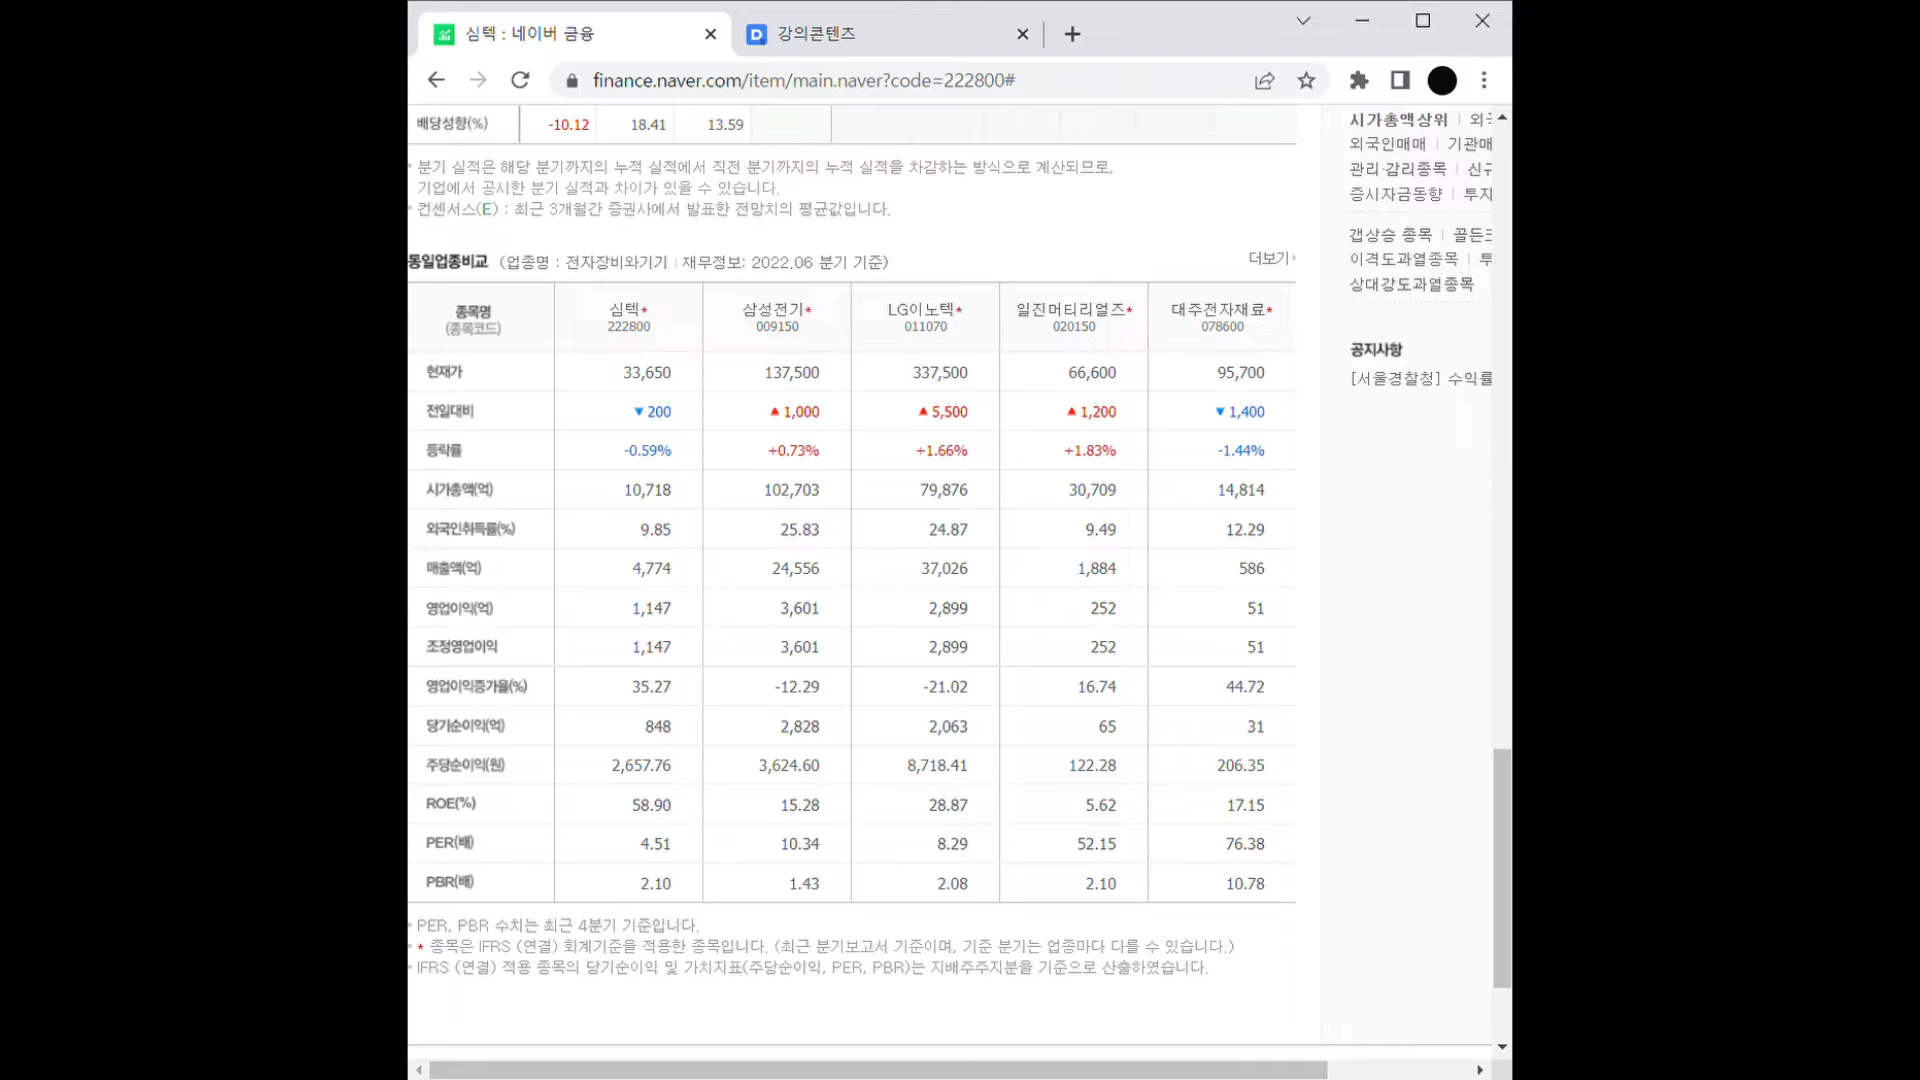 심텍 : 네이버 금융
강의콘텐츠
finance.naver.com/item/main.naver?code=222800#
배당성향(%) -10.12 18.41 13.59
분기 실적은 해당 분기까지의 누적 실적에서 직전 분기까지의 누적 실적을 차감하는 방식으로 계산되므로,
기업에서 공시한 분기 실적과 차이가 있을 수 있습니다.
컨센서스(E) : 최근 3개월간 증권사에서 발표한 전망치의 평균값입니다.
동일업종비교 (업종명 : 전자장비와기기 | 재무정보: 2022.06 분기 기준)
더보기
종목명 심텍* 삼성전기* LG이노텍* 일진머티리얼즈* 대주전자재료*
(종목코드) 222800 009150 011070 020150 078600
현재가 33,650 137,500 337,500 66,600 95,700
전일대비 ▼ 200 ▲ 1,000 ▲ 5,500 ▲ 1,200 ▼ 1,400
등락률 -0.59% +0.73% +1.66% +1.83% -1.44%
시가총액(억) 10,718 102,703 79,876 30,709 14,814
외국인취득률(%) 9.85 25.83 24.87 9.49 12.29
매출액(억) 4,774 24,556 37,026 1,884 586
영업이익(억) 1,147 3,601 2,899 252 51
조정영업이익 1,147 3,601 2,899 252 51
영업이익증가율(%) 35.27 -12.29 -21.02 16.74 44.72
당기순이익(억) 848 2,828 2,063 65 31
주당순이익(원) 2,657.76 3,624.60 8,718.41 122.28 206.35
ROE(%) 58.90 15.28 28.87 5.62 17.15
PER(배) 4.51 10.34 8.29 52.15 76.38
PBR(배) 2.10 1.43 2.08 2.10 10.78
PER, PBR 수치는 최근 4분기 기준입니다.
* 종목은 IFRS (연결) 회계기준을 적용한 종목입니다. (최근 분기보고서 기준이며, 기준 분기는 업종마다 다를 수 있습니다.)
IFRS (연결) 적용 종목의 당기순이익 및 가치지표(주당순이익, PER, PBR)는 지배주주지분을 기준으로 산출하였습니다.
시가총액상위 | 외국
외국인매매 | 기관매
관리·감리종목 | 신규
증시자금동향 | 투자
갭상승 종목 | 골든
이격도과열종목 | 투
상대강도과열종목
공지사항
[서울경찰청] 수익률